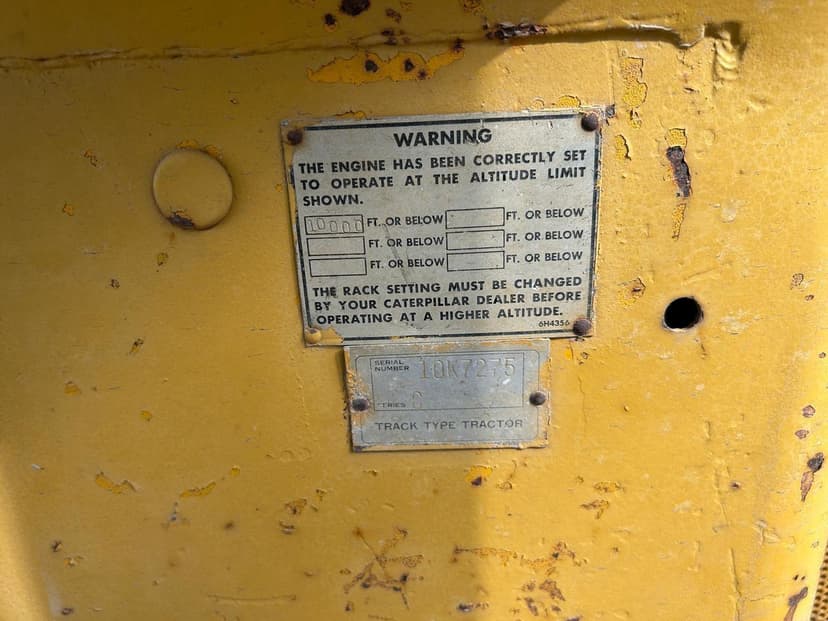 WARNING
THE ENGINE HAS BEEN CORRECTLY SET
TO OPERATE AT THE ALTITUDE LIMIT
SHOWN.
10000 FT. OR BELOW FT. OR BELOW
FT. OR BELOW FT. OR BELOW
FT. OR BELOW FT. OR BELOW
THE RACK SETTING MUST BE CHANGED
BY YOUR CATERPILLAR DEALER BEFORE
OPERATING AT A HIGHER ALTITUDE.
6H4356
SERIAL
NUMBER 10K7275
SERIES C
TRACK TYPE TRACTOR